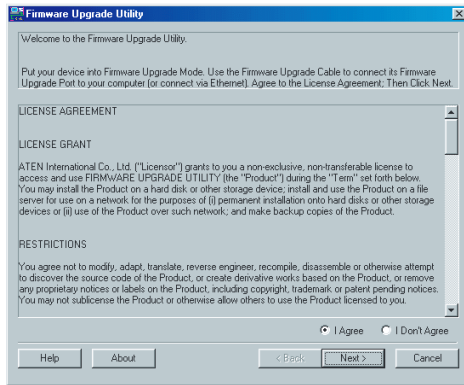 Firmware Upgrade Utility
Welcome to the Firmware Upgrade Utility.
Put your device into Firmware Upgrade Mode. Use the Firmware Upgrade Cable to connect its Firmware
Upgrade Port to your computer (or connect via Ethernet). Agree to the License Agreement; Then Click Next.
LICENSE AGREEMENT
LICENSE GRANT
ATEN International Co., Ltd. ("Licensor") grants to you a non-exclusive, non-transferable license to
access and use FIRMWARE UPGRADE UTILITY (the "Product") during the "Term" set forth below.
You may install the Product on a hard disk or other storage device; install and use the Product on a file
server for use on a network for the purposes of (i) permanent installation onto hard disks or other storage
devices or (ii) use of the Product over such network; and make backup copies of the Product.
RESTRICTIONS
You agree not to modify, adapt, translate, reverse engineer, recompile, disassemble or otherwise attempt
to discover the source code of the Product, or create derivative works based on the Product, or remove
any proprietary notices or labels on the Product, including copyright, trademark or patent pending notices.
You may not sublicense the Product or otherwise allow others to use the Product licensed to you.
I Agree I Don't Agree
Help About < Back Next > Cancel